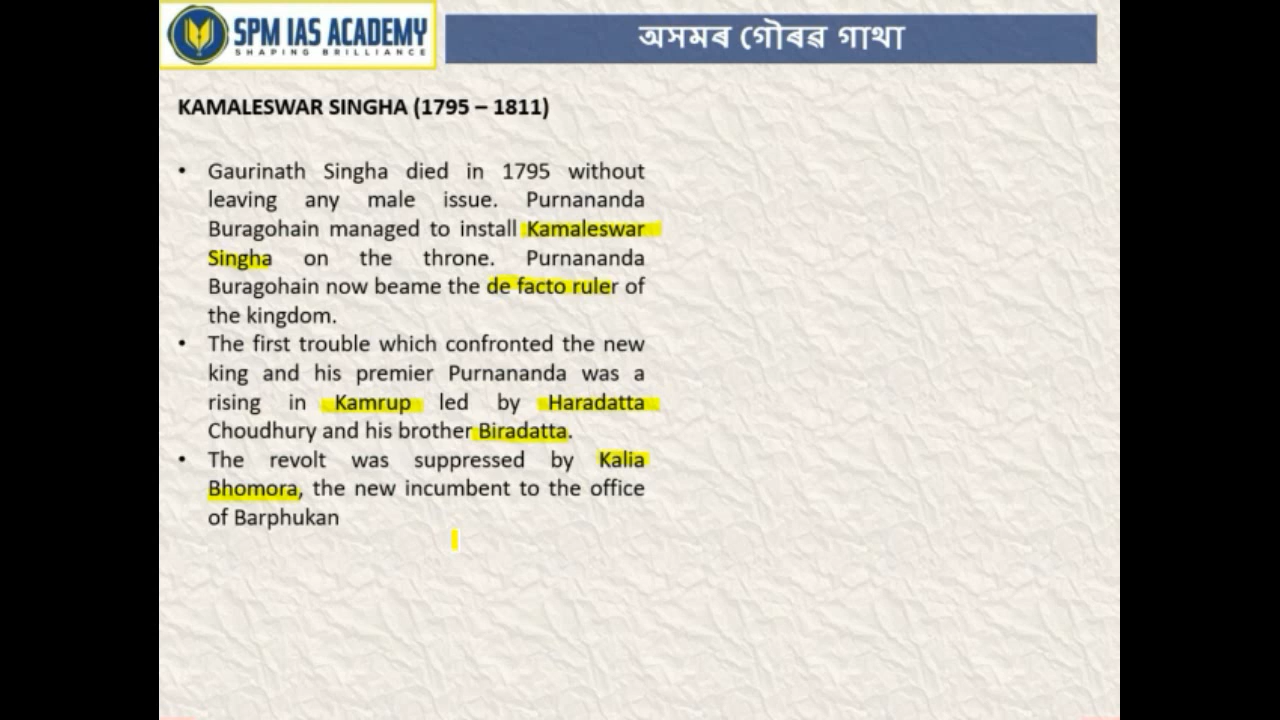 SPM IAS ACADEMY
SHAPING BRILLIANCE
অসমৰ গৌৰৱ গাথা
KAMALESWAR SINGHA (1795 – 1811)
• Gaurinath Singha died in 1795 without
leaving any male issue. Purnananda
Buragohain managed to install Kamaleswar
Singha on the throne. Purnananda
Buragohain now beame the de facto ruler of
the kingdom.
• The first trouble which confronted the new
king and his premier Purnananda was a
rising in Kamrup led by Haradatta
Choudhury and his brother Biradatta.
• The revolt was suppressed by Kalia
Bhomora, the new incumbent to the office
of Barphukan